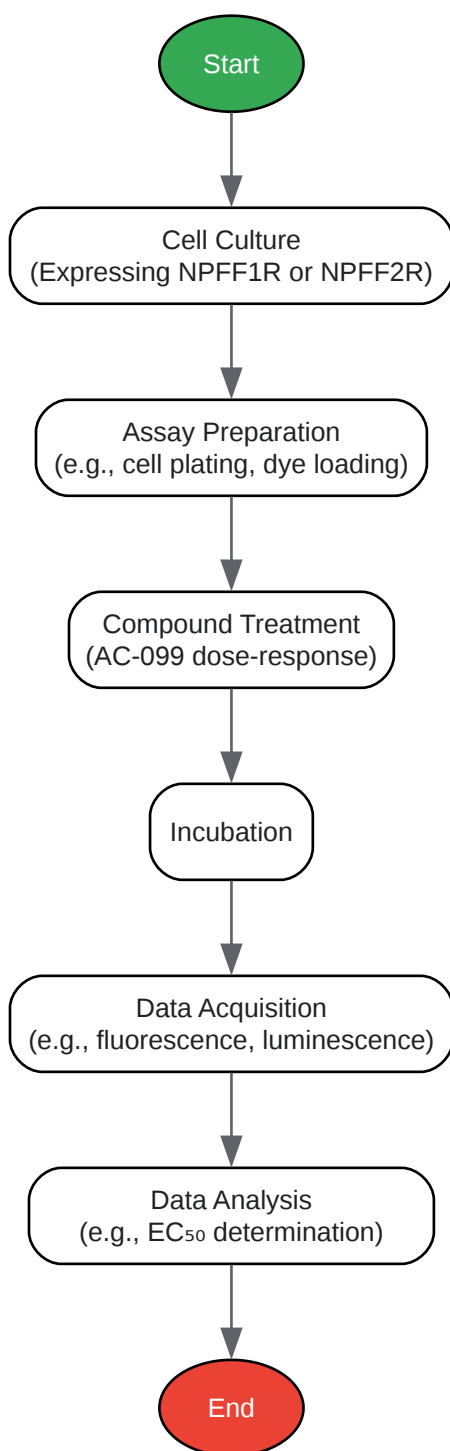 Start
Cell Culture
(Expressing NPFF1R or NPFF2R)
Assay Preparation
(e.g., cell plating, dye loading)
Compound Treatment
(AC-099 dose-response)
Incubation
Data Acquisition
(e.g., fluorescence, luminescence)
Data Analysis
(e.g., EC₅₀ determination)
End